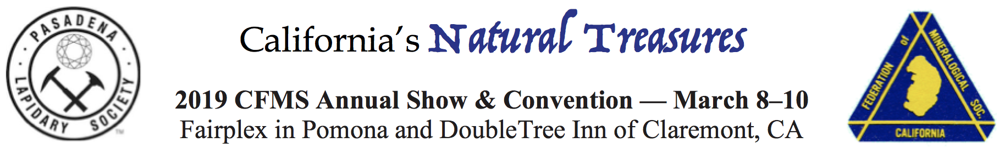 PASADENA
LAPIDARY SOCIETY
TM
California’s Natural Treasures
2019 CFMS Annual Show & Convention — March 8–10
Fairplex in Pomona and DoubleTree Inn of Claremont, CA
FEDERATION of MINERALOGICAL SOC.
CALIFORNIA